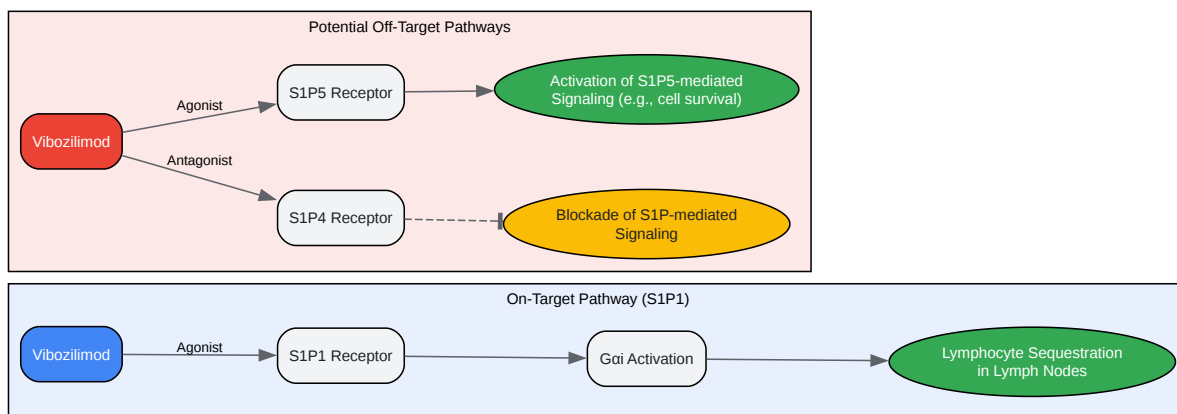 Potential Off-Target Pathways
Vibozilimod
Agonist
S1P5 Receptor
Activation of S1P5-mediated
Signaling (e.g., cell survival)
Antagonist
S1P4 Receptor
Blockade of S1P-mediated
Signaling
On-Target Pathway (S1P1)
Vibozilimod
Agonist
S1P1 Receptor
Gαi Activation
Lymphocyte Sequestration
in Lymph Nodes